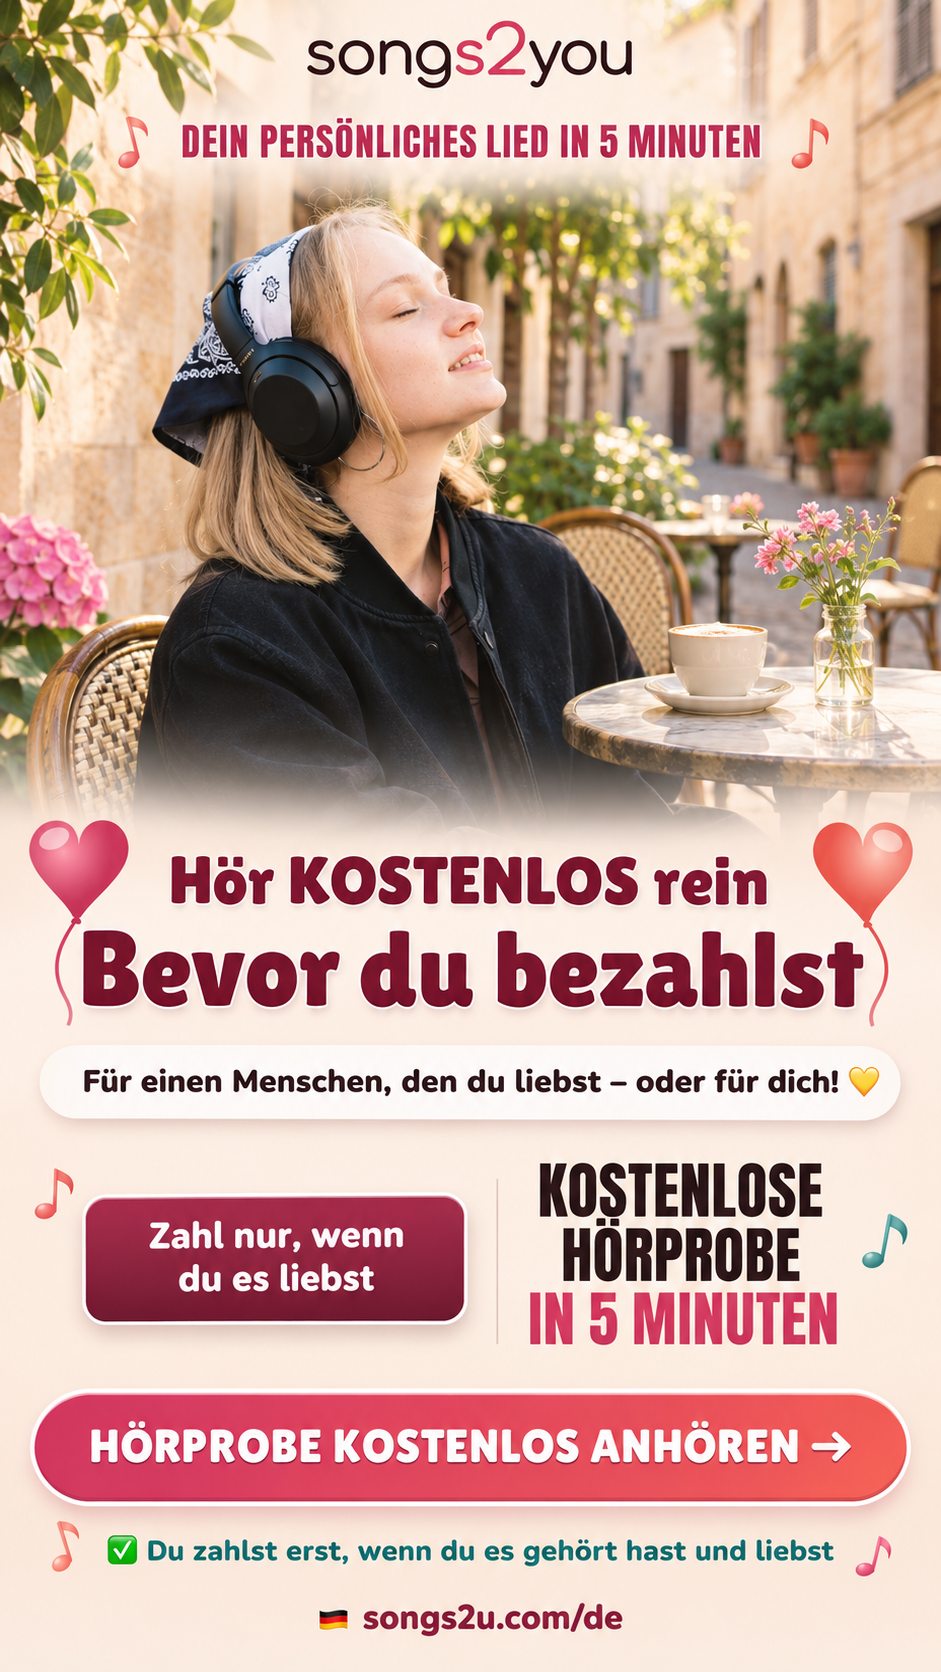 songs2you
DEIN PERSÖNLICHES LIED IN 5 MINUTEN
Hör KOSTENLOS rein
Bevor du bezahlst
Für einen Menschen, den du liebst – oder für dich! 💛
Zahl nur, wenn
du es liebst
KOSTENLOSE
HÖRPROBE
IN 5 MINUTEN
HÖRPROBE KOSTENLOS ANHÖREN →
✅ Du zahlst erst, wenn du es gehört hast und liebst
🇩🇪 songs2u.com/de